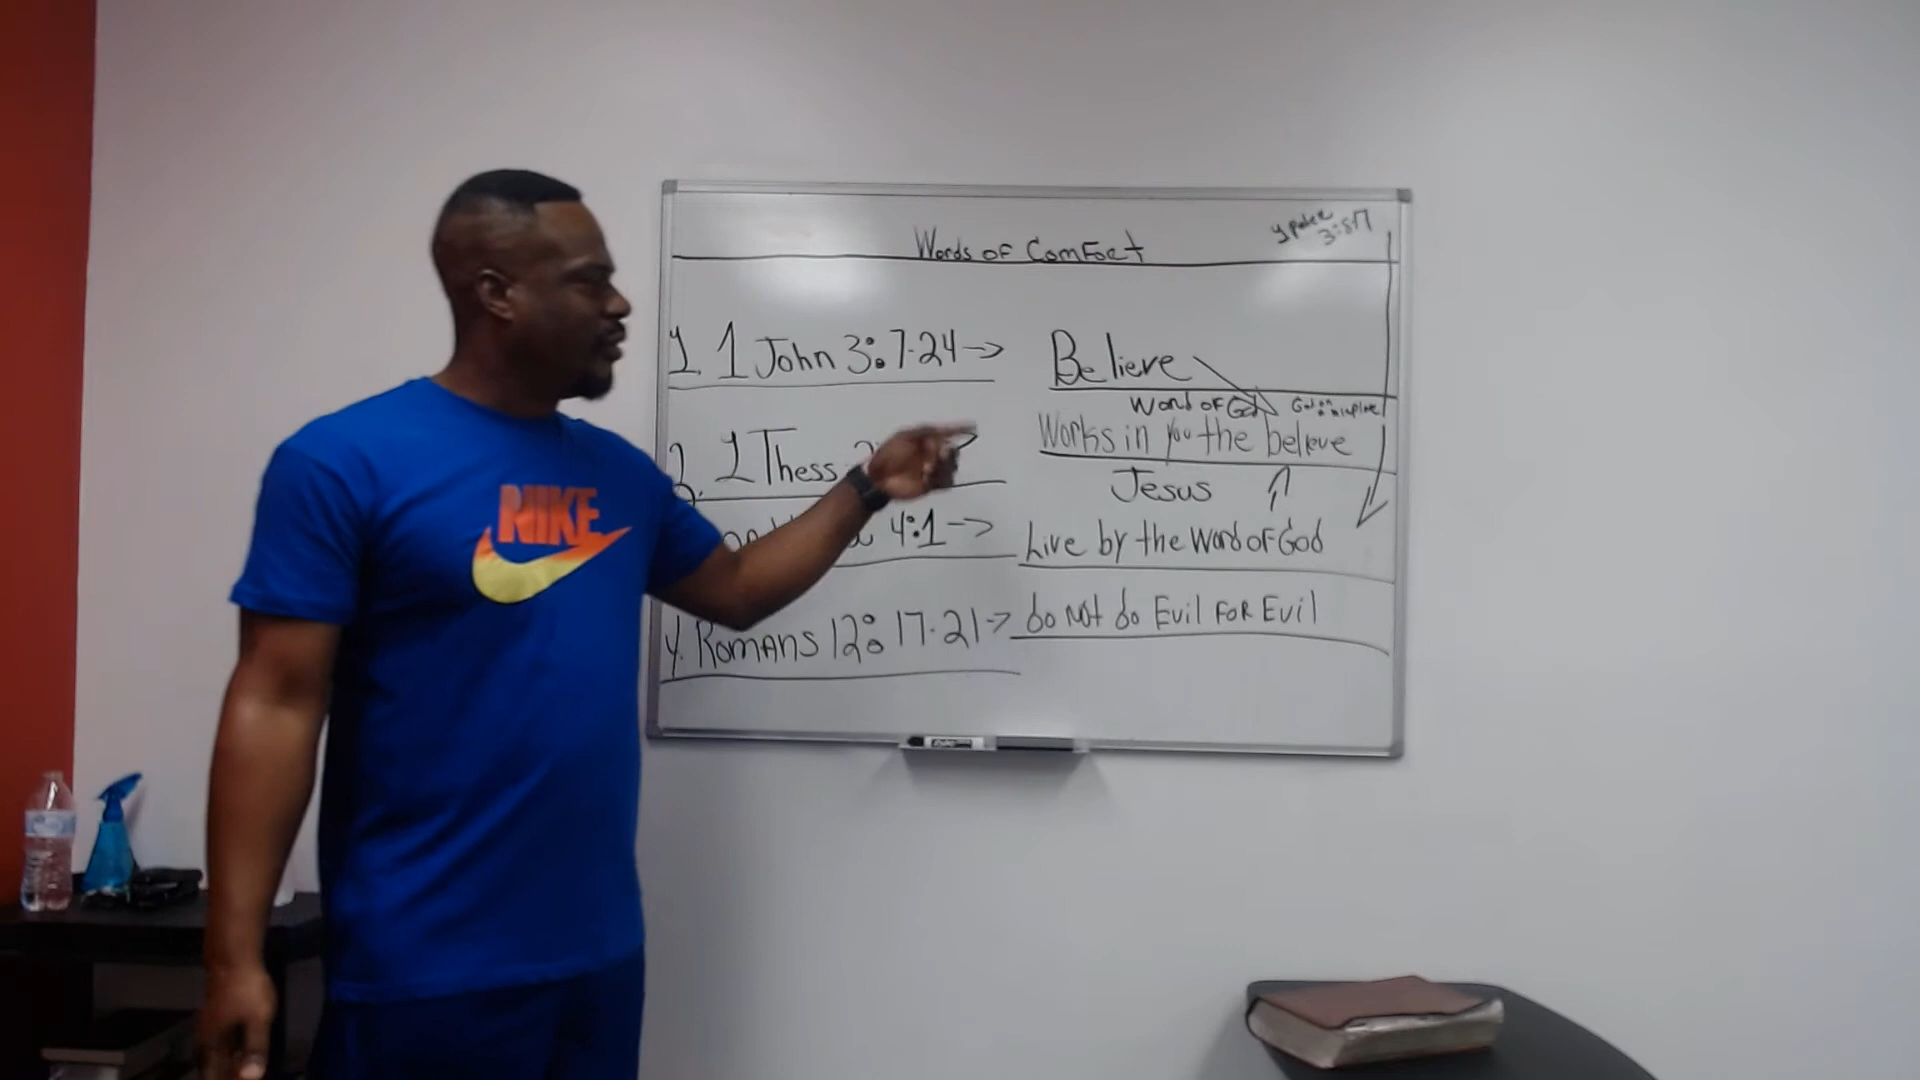 Words of Comfort
3:517
1. 1 John 3:7-24 -> Believe
Word of God
2. 1 Thess Works in you the believe
Jesus
4:1 -> Live by the Word of God
4. Romans 12: 17-21 -> do Not do Evil FOR Evil
NIKE